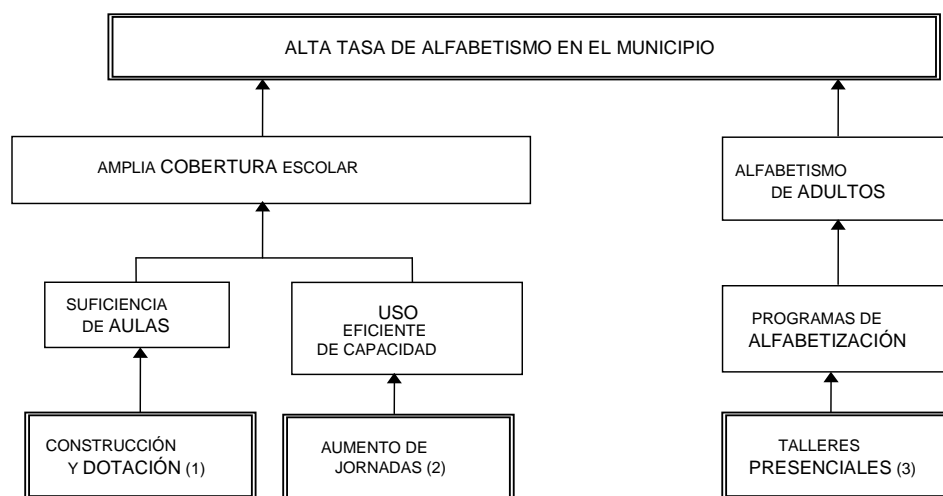 ALTA TASA DE ALFABETISMO EN EL MUNICIPIO
AMPLIA COBERTURA ESCOLAR
ALFABETISMO
DE ADULTOS
SUFICIENCIA
DE AULAS
USO
EFICIENTE
DE CAPACIDAD
PROGRAMAS DE
ALFABETIZACIÓN
CONSTRUCCIÓN
Y DOTACIÓN (1)
AUMENTO DE
JORNADAS (2)
TALLERES
PRESENCIALES (3)